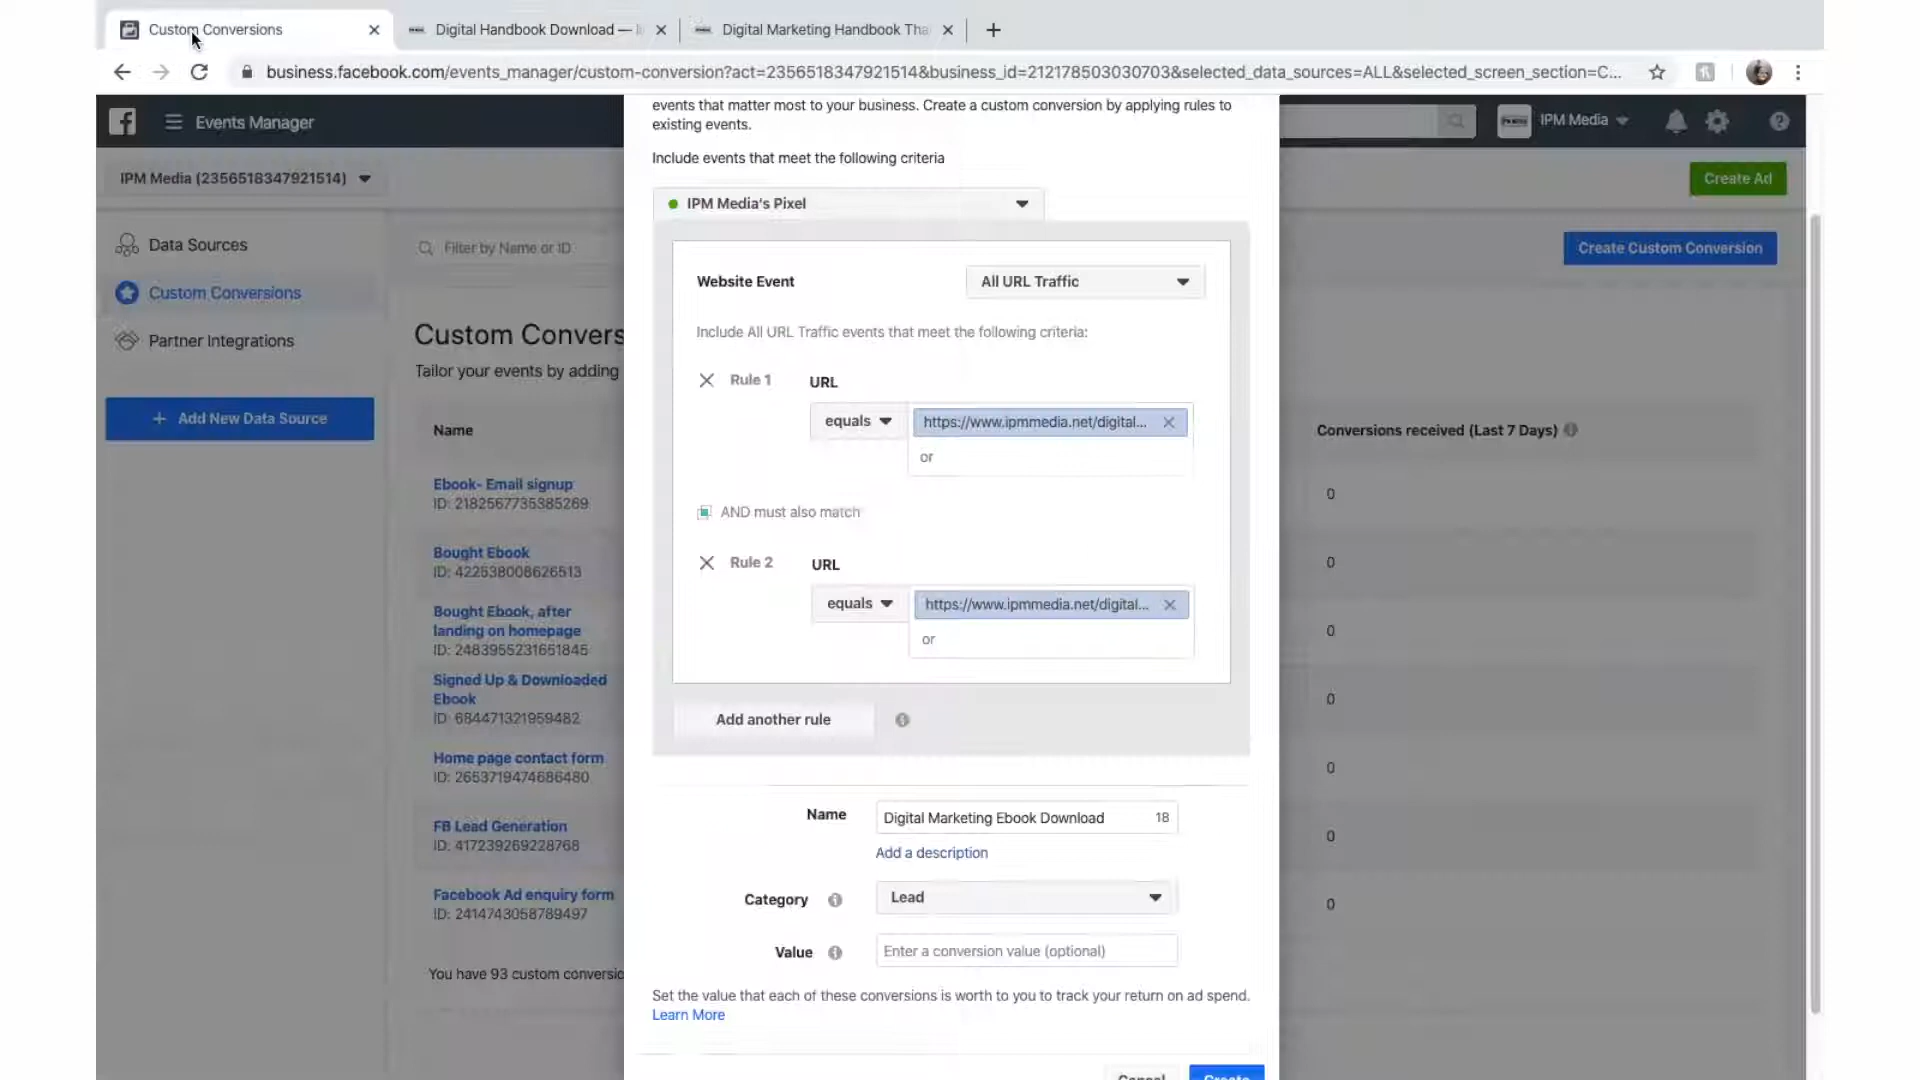 Custom Conversions
Digital Handbook Download —
Digital Marketing Handbook Tha
business.facebook.com/events_manager/custom-conversion?act=2356518347921514&business_id=212178503030703&selected_data_sources=ALL&selected_screen_section=C...
Events Manager
IPM Media
IPM Media (2356518347921514)
Create Ad
Data Sources
Custom Conversions
Partner Integrations
+ Add New Data Source
Filter by Name or ID
Create Custom Conversion
Custom Convers
Tailor your events by adding
Name
Conversions received (Last 7 Days)
Ebook- Email signup
ID: 2182567735385269
0
Bought Ebook
ID: 422538008626513
0
Bought Ebook, after
landing on homepage
ID: 2483955231651845
0
Signed Up & Downloaded
Ebook
ID: 684471321959482
0
Home page contact form
ID: 2653719474686480
0
FB Lead Generation
ID: 417239269228768
0
Facebook Ad enquiry form
ID: 2414743058789497
0
You have 93 custom conversio
events that matter most to your business. Create a custom conversion by applying rules to
existing events.
Include events that meet the following criteria
IPM Media's Pixel
Website Event
All URL Traffic
Include All URL Traffic events that meet the following criteria:
Rule 1
URL
equals
https://www.ipmmedia.net/digital...
or
AND must also match
Rule 2
URL
equals
https://www.ipmmedia.net/digital...
or
Add another rule
Name
Digital Marketing Ebook Download
18
Add a description
Category
Lead
Value
Enter a conversion value (optional)
Set the value that each of these conversions is worth to you to track your return on ad spend.
Learn More
Cancel
Create